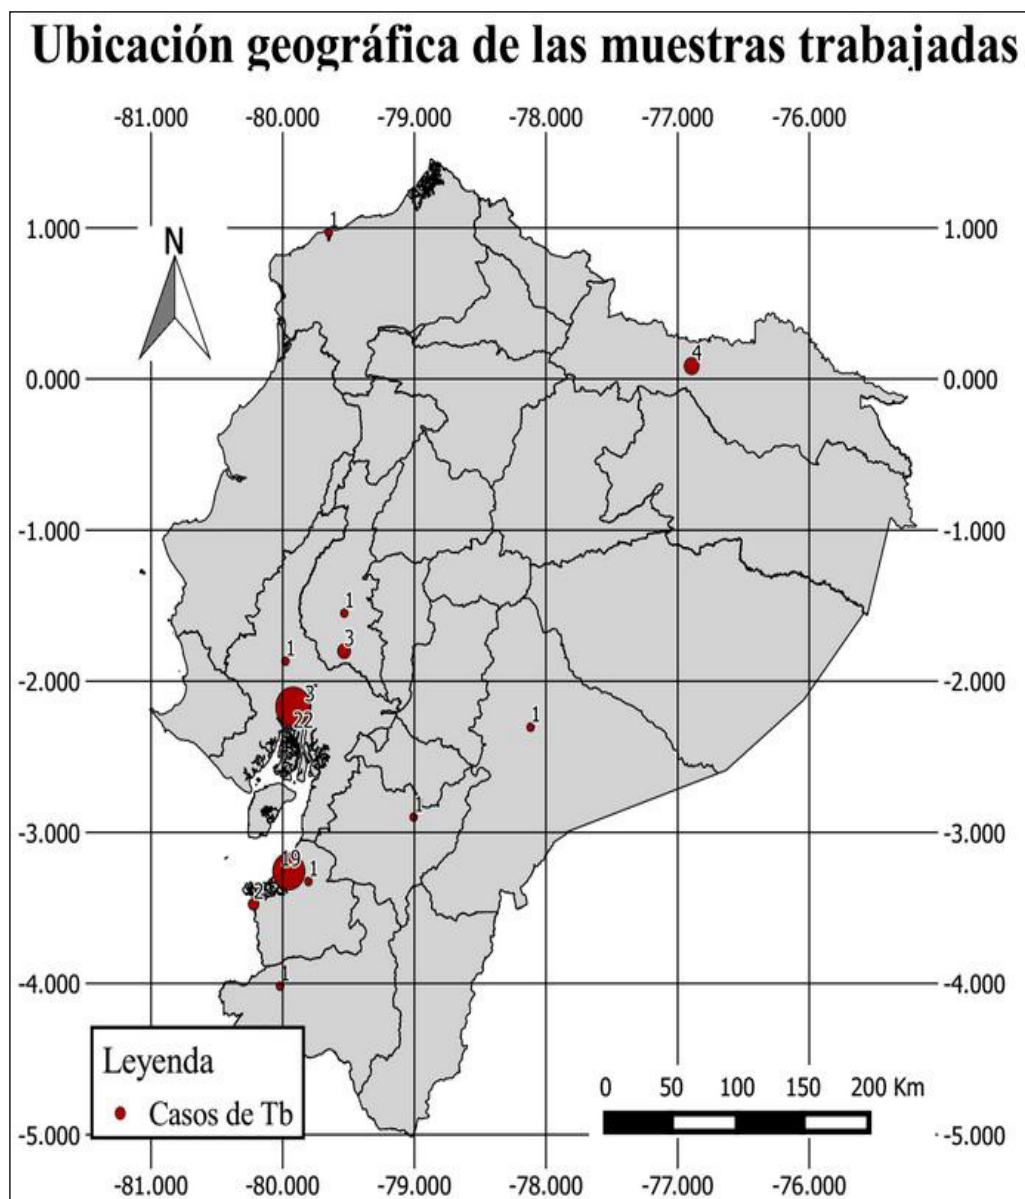 Ubicación geográfica de las muestras trabajadas
-81.000 -80.000 -79.000 -78.000 -77.000 -76.000
1
1.000 1.000
N
4
0.000 0.000
-1.000 -1.000
1
3
1
-2.000 -2.000
3
22
1
1
-3.000 -3.000
19
1
2
1
-4.000 -4.000
Leyenda
Casos de Tb
0 50 100 150 200 Km
-5.000 -5.000
-81.000 -80.000 -79.000 -78.000 -77.000 -76.000